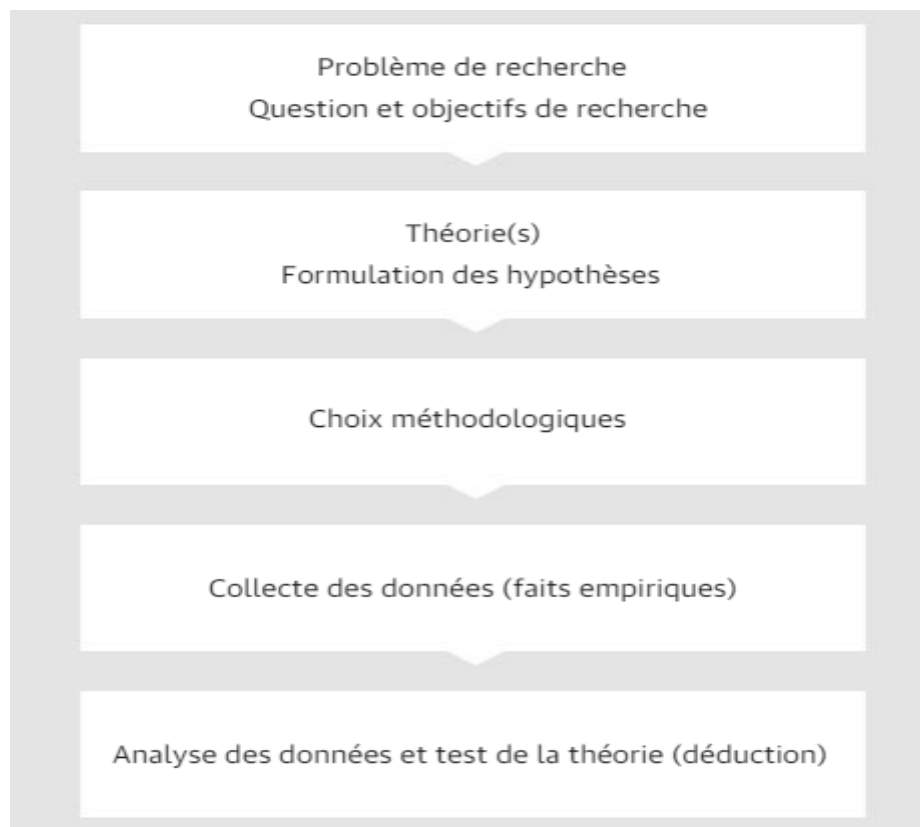 Problème de recherche
Question et objectifs de recherche
Théorie(s)
Formulation des hypothèses
Choix méthodologiques
Collecte des données (faits empiriques)
Analyse des données et test de la théorie (déduction)